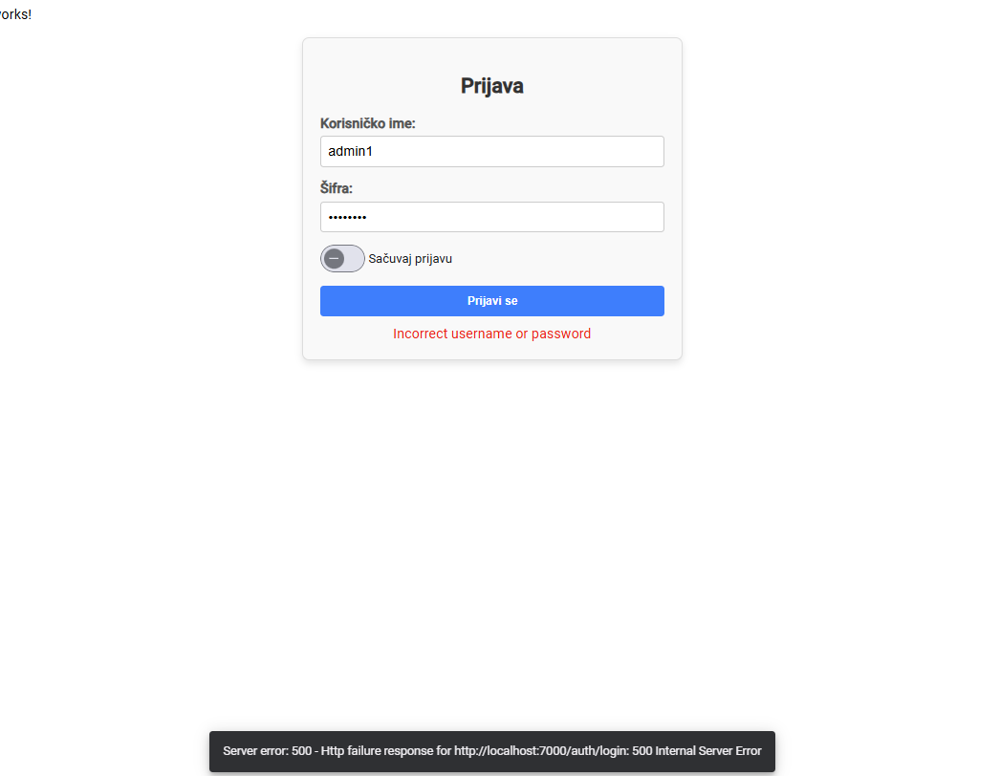 orks!
Prijava
Korisničko ime:
admin1
Šifra:
••••••••
Sačuvaj prijavu
Prijavi se
Incorrect username or password
Server error: 500 - Http failure response for http://localhost:7000/auth/login: 500 Internal Server Error